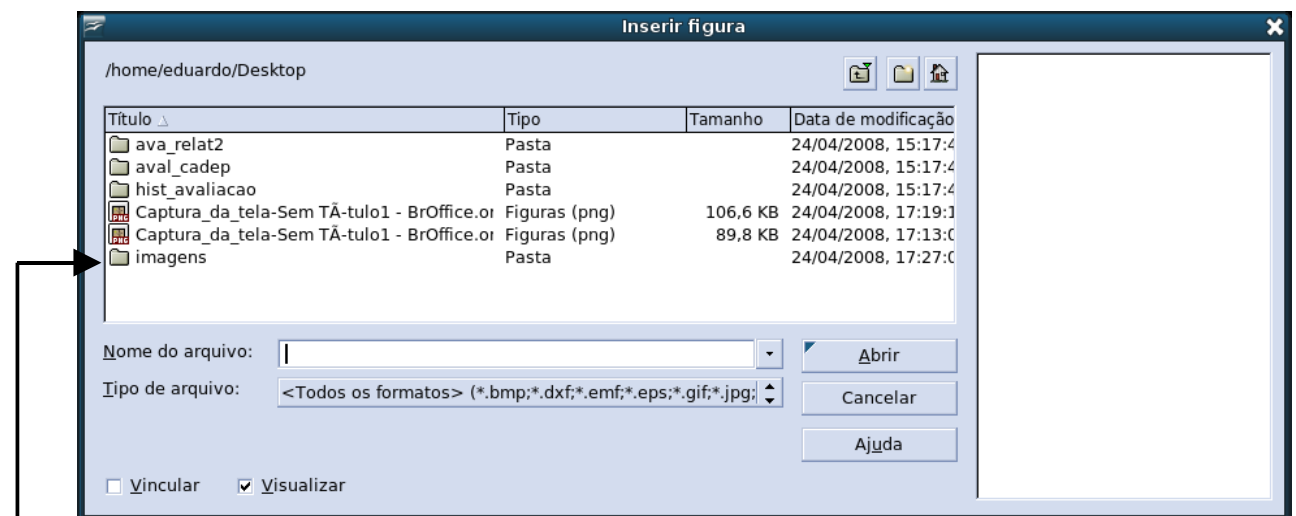 Inserir figura
/home/eduardo/Desktop
Título Tipo Tamanho Data de modificação
ava_relat2 Pasta 24/04/2008, 15:17:4
aval_cadep Pasta 24/04/2008, 15:17:4
hist_avaliacao Pasta 24/04/2008, 15:17:4
Captura_da_tela-Sem TÃ-tulo1 - BrOffice.or Figuras (png) 106,6 KB 24/04/2008, 17:19:1
Captura_da_tela-Sem TÃ-tulo1 - BrOffice.or Figuras (png) 89,8 KB 24/04/2008, 17:13:0
imagens Pasta 24/04/2008, 17:27:0
Nome do arquivo: Abrir
Tipo de arquivo: <Todos os formatos> (*.bmp;*.dxf;*.emf;*.eps;*.gif;*.jpg; Cancelar
Ajuda
Vincular Visualizar